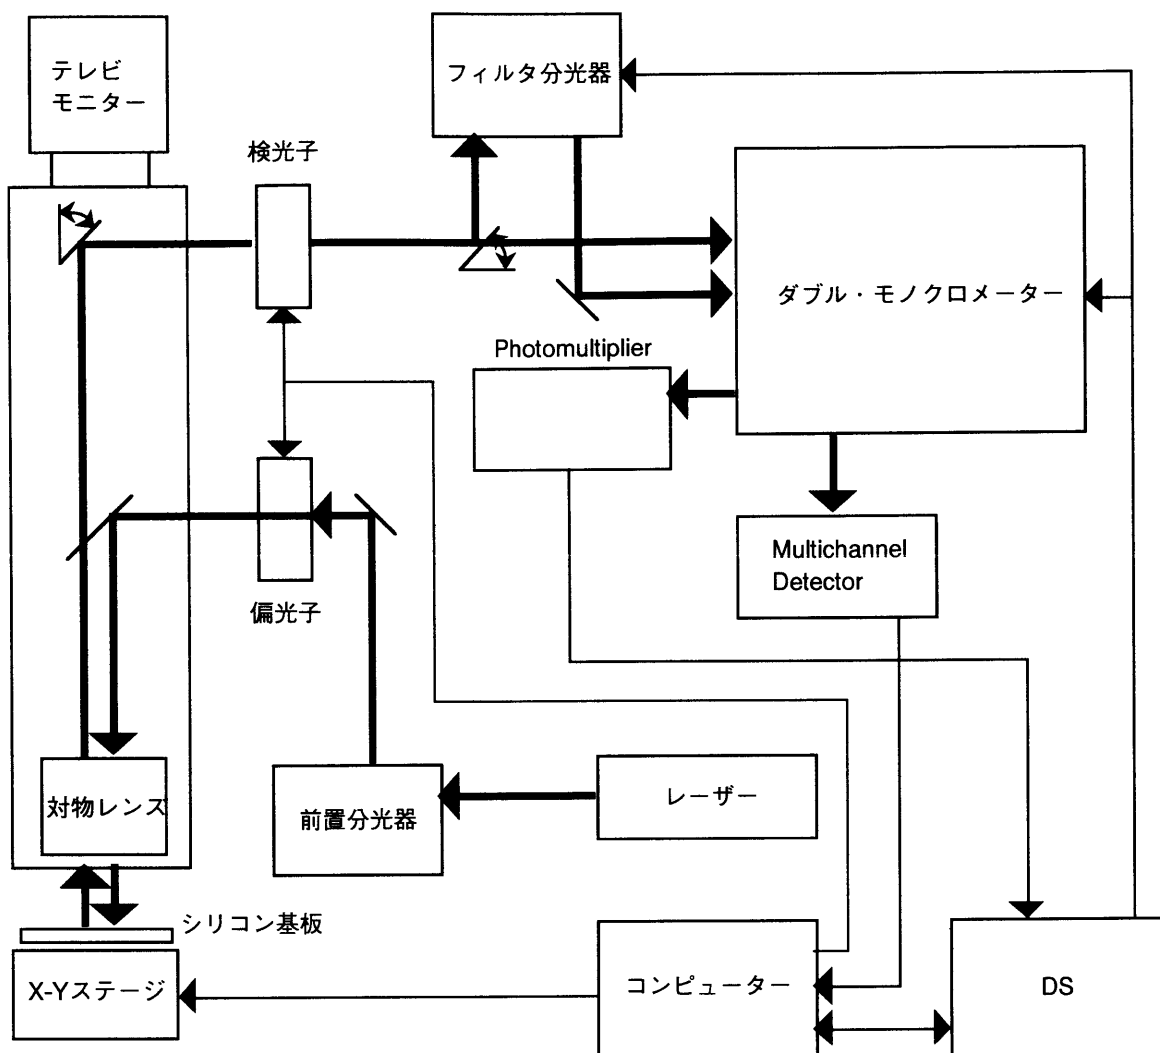 テレビ
モニター
フィルタ分光器
検光子
ダブル・モノクロメーター
Photomultiplier
Multichannel
Detector
偏光子
対物レンズ
前置分光器
レーザー
シリコン基板
X-Yステージ
コンピューター
DS